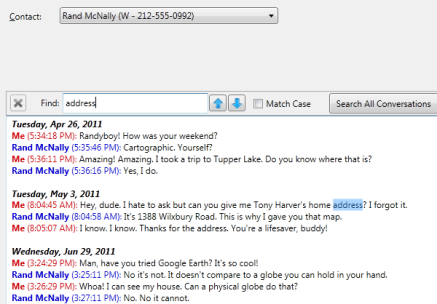 Contact: Rand McNally (W - 212-555-0992)
Find: address Match Case Search All Conversations
Tuesday, Apr 26, 2011
Me (5:34:18 PM): Randyboy! How was your weekend?
Rand McNally (5:35:46 PM): Cartographic. Yourself?
Me (5:36:11 PM): Amazing! Amazing. I took a trip to Tupper Lake. Do you know where that is?
Rand McNally (5:36:16 PM): Yes, I do.
Tuesday, May 3, 2011
Me (8:04:45 AM): Hey, dude. I hate to ask but can you give me Tony Harver's home address? I forgot it.
Rand McNally (8:04:58 AM): It's 1388 Wilxbury Road. This is why I gave you that map.
Me (8:05:07 AM): I know. I know. Thanks for the address. You're a lifesaver, buddy!
Wednesday, Jun 29, 2011
Me (3:24:29 PM): Man, have you tried Google Earth? It's so cool!
Rand McNally (3:25:11 PM): No it's not. It doesn't compare to a globe you can hold in your hand.
Me (3:26:29 PM): Whoa! I can see my house. Can a physical globe do that?
Rand McNally (3:27:11 PM): No. No it cannot.